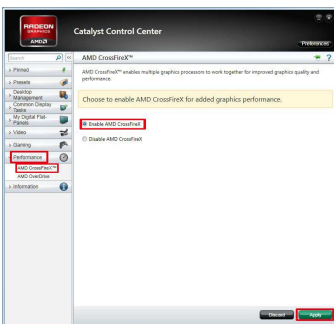 RADEON
GRAPHICS
AMD
Catalyst Control Center
Preferences
Search
AMD CrossFireX™
Pinned
Presets
Desktop
Management
Common Display
Tasks
My Digital Flat-
Panels
Video
Gaming
Performance
AMD CrossFireX™
AMD OverDrive
Information
AMD CrossFireX™ enables multiple graphics processors to work together for improved graphics quality and
performance.
Choose to enable AMD CrossFireX for added graphics performance.
Enable AMD CrossFireX
Disable AMD CrossFireX
Discard
Apply